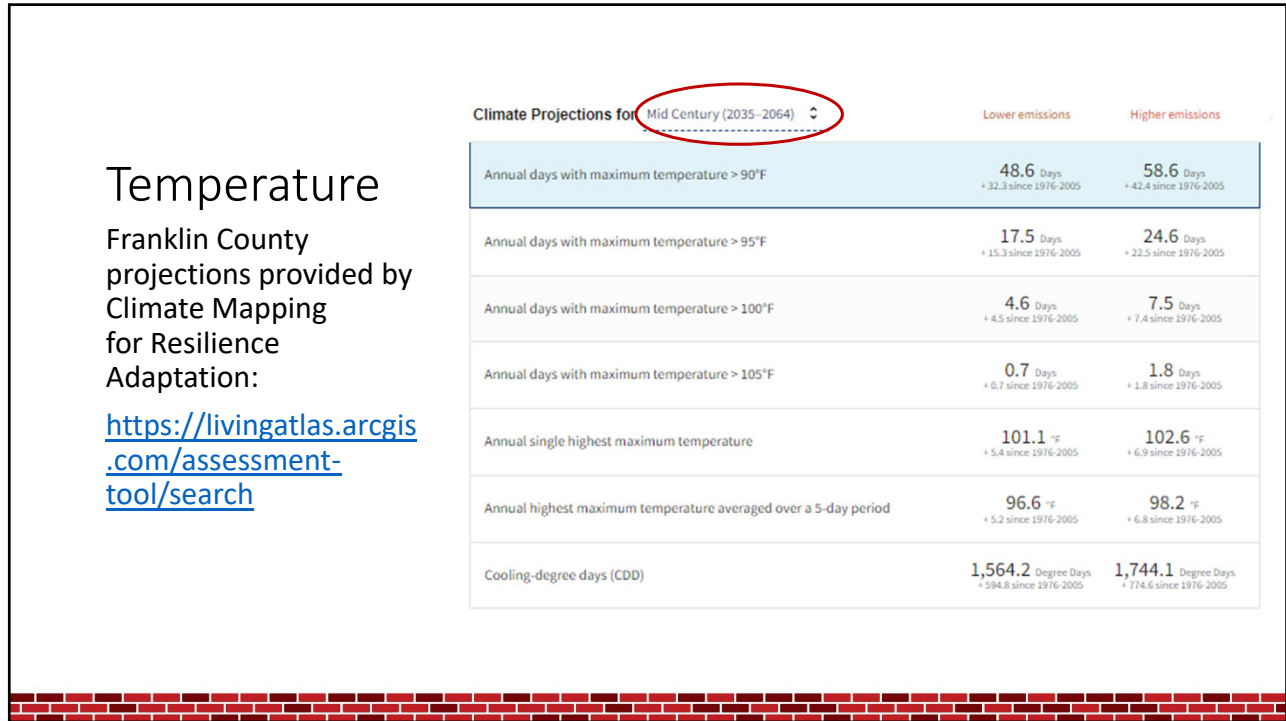 Temperature
Franklin County
projections provided by
Climate Mapping
for Resilience
Adaptation:
https://livingatlas.arcgis
.com/assessment-
tool/search
Climate Projections for Mid Century (2035–2064) Lower emissions Higher emissions
Annual days with maximum temperature > 90°F 48.6 Days 58.6 Days
+ 32.3 since 1976-2005 + 42.4 since 1976-2005
Annual days with maximum temperature > 95°F 17.5 Days 24.6 Days
+ 15.3 since 1976-2005 + 22.5 since 1976-2005
Annual days with maximum temperature > 100°F 4.6 Days 7.5 Days
+ 4.5 since 1976-2005 + 7.4 since 1976-2005
Annual days with maximum temperature > 105°F 0.7 Days 1.8 Days
+ 0.7 since 1976-2005 + 1.8 since 1976-2005
Annual single highest maximum temperature 101.1 °F 102.6 °F
+ 5.4 since 1976-2005 + 6.9 since 1976-2005
Annual highest maximum temperature averaged over a 5-day period 96.6 °F 98.2 °F
+ 5.2 since 1976-2005 + 6.8 since 1976-2005
Cooling-degree days (CDD) 1,564.2 Degree Days 1,744.1 Degree Days
+ 594.8 since 1976-2005 + 774.6 since 1976-2005